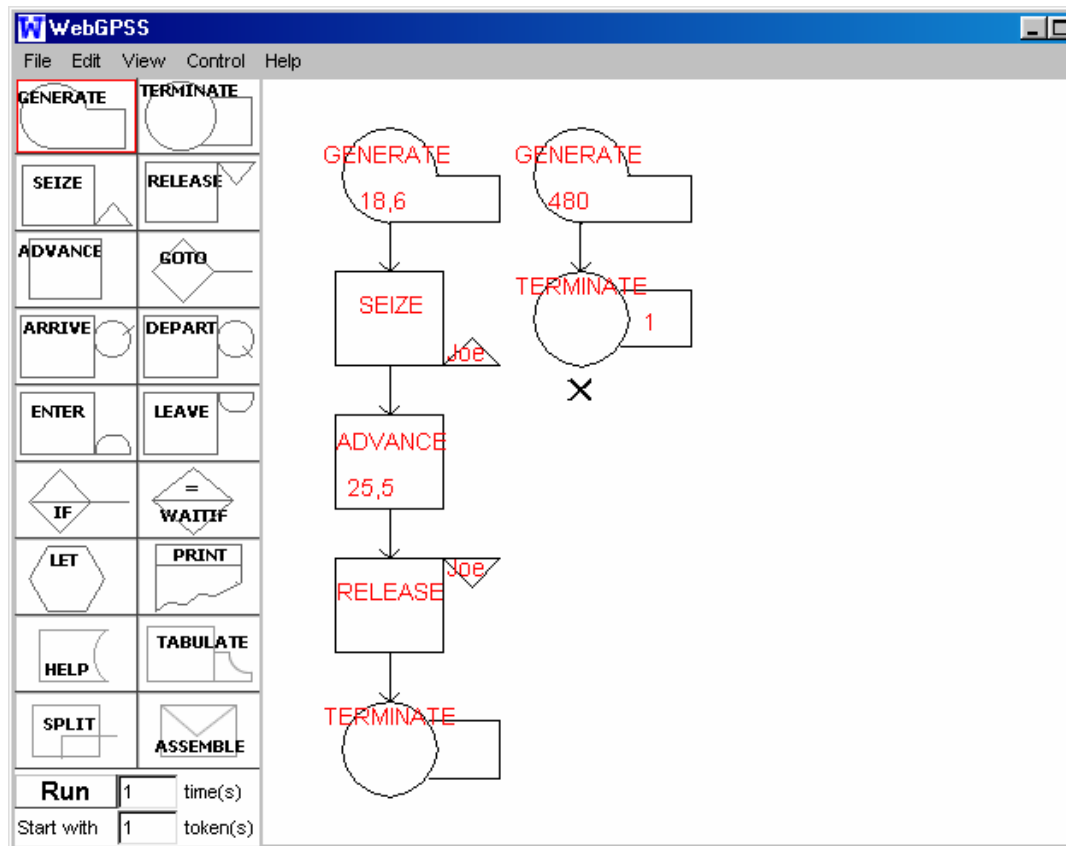 WebGPSS
File Edit View Control Help
GENERATE TERMINATE
SEIZE RELEASE
ADVANCE GOTO
ARRIVE DEPART
ENTER LEAVE
IF = WAITIF
LET PRINT
HELP TABULATE
SPLIT ASSEMBLE
Run 1 time(s)
Start with 1 token(s)
GENERATE
18,6
SEIZE
Joe
ADVANCE
25,5
RELEASE
Joe
TERMINATE
GENERATE
480
TERMINATE
1